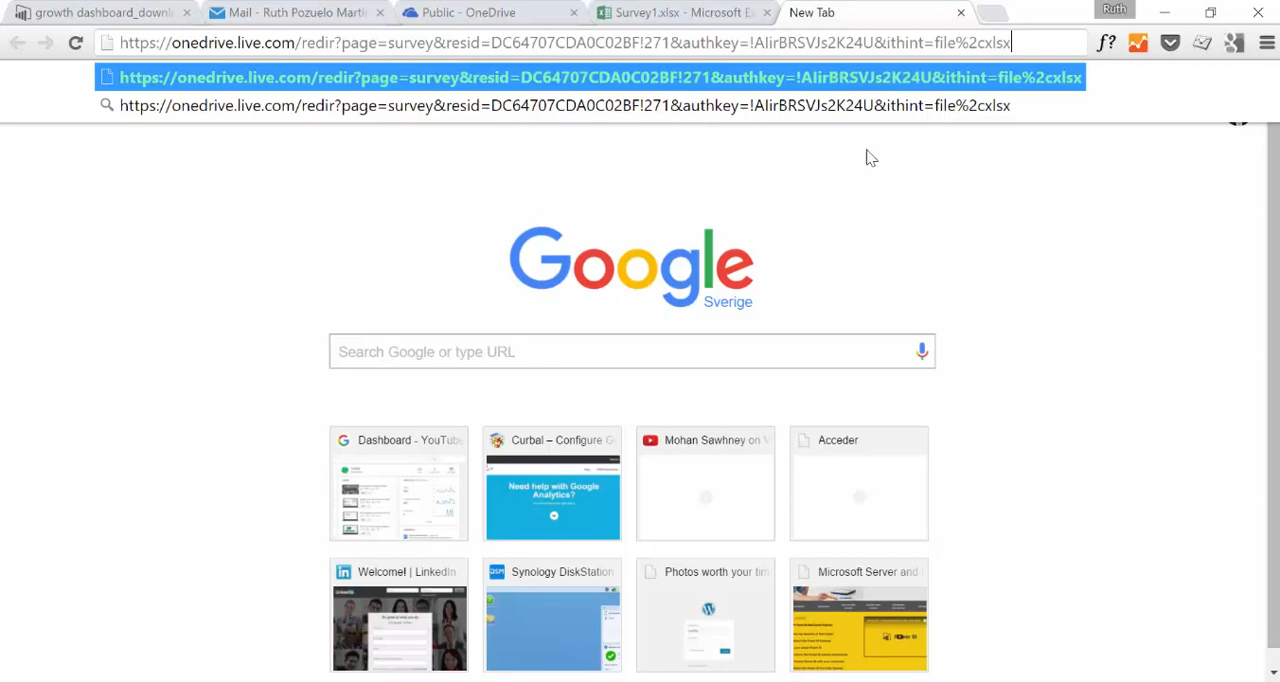 growth dashboard_downl
Mail - Ruth Pozuelo Marti
Public - OneDrive
Survey1.xlsx - Microsoft E
New Tab
Ruth
https://onedrive.live.com/redir?page=survey&resid=DC64707CDA0C02BF!271&authkey=!AIirBRSVJs2K24U&ithint=file%2cxlsx
f?
https://onedrive.live.com/redir?page=survey&resid=DC64707CDA0C02BF!271&authkey=!AIirBRSVJs2K24U&ithint=file%2cxlsx
https://onedrive.live.com/redir?page=survey&resid=DC64707CDA0C02BF!271&authkey=!AIirBRSVJs2K24U&ithint=file%2cxlsx
Google
Sverige
Search Google or type URL
Dashboard - YouTub
Curbal – Configure G
Mohan Sawhney on V
Acceder
Need help with Google
Analytics?
Welcome! | LinkedIn
Synology DiskStation
Photos worth your tim
Microsoft Server and